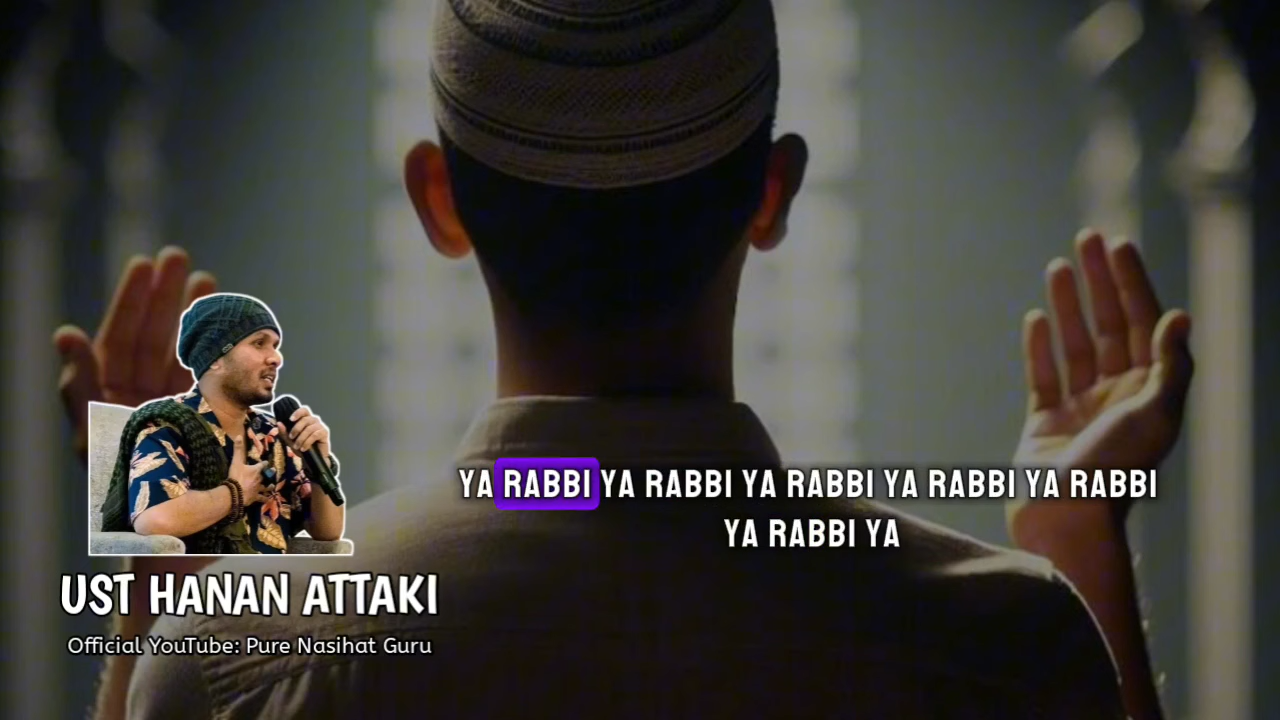 YA RABBI YA RABBI YA RABBI YA RABBI YA RABBI
YA RABBI YA
UST HANAN ATTAKI
Official YouTube: Pure Nasihat Guru